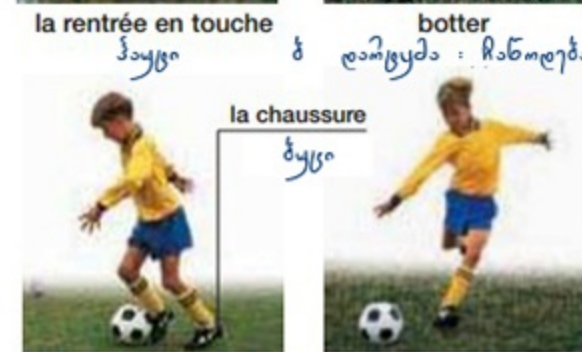 la rentrée en touche
botter
დარტყმა :
la chaussure
ბუცი